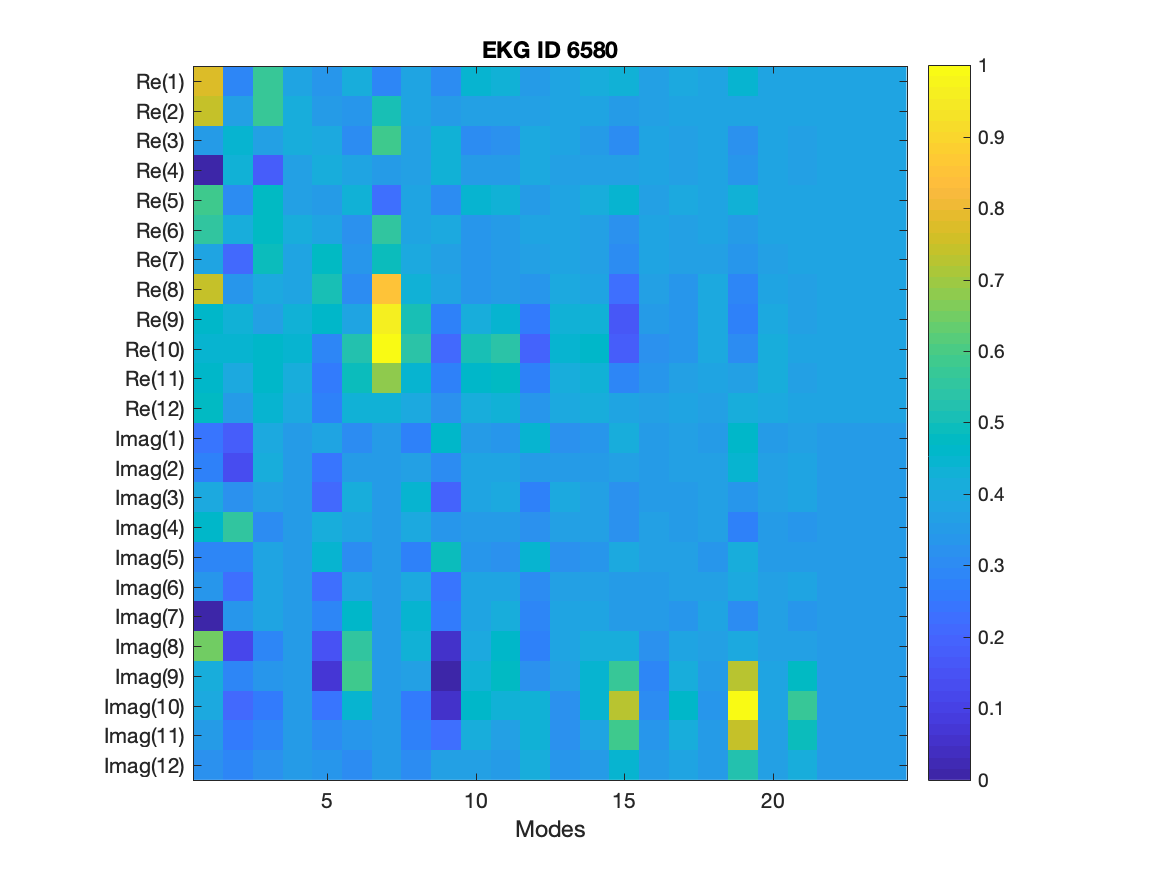 EKG ID 6580
Re(1)
Re(2)
Re(3)
Re(4)
Re(5)
Re(6)
Re(7)
Re(8)
Re(9)
Re(10)
Re(11)
Re(12)
Imag(1)
Imag(2)
Imag(3)
Imag(4)
Imag(5)
Imag(6)
Imag(7)
Imag(8)
Imag(9)
Imag(10)
Imag(11)
Imag(12)
5 10 15 20
Modes
1
0.9
0.8
0.7
0.6
0.5
0.4
0.3
0.2
0.1
0